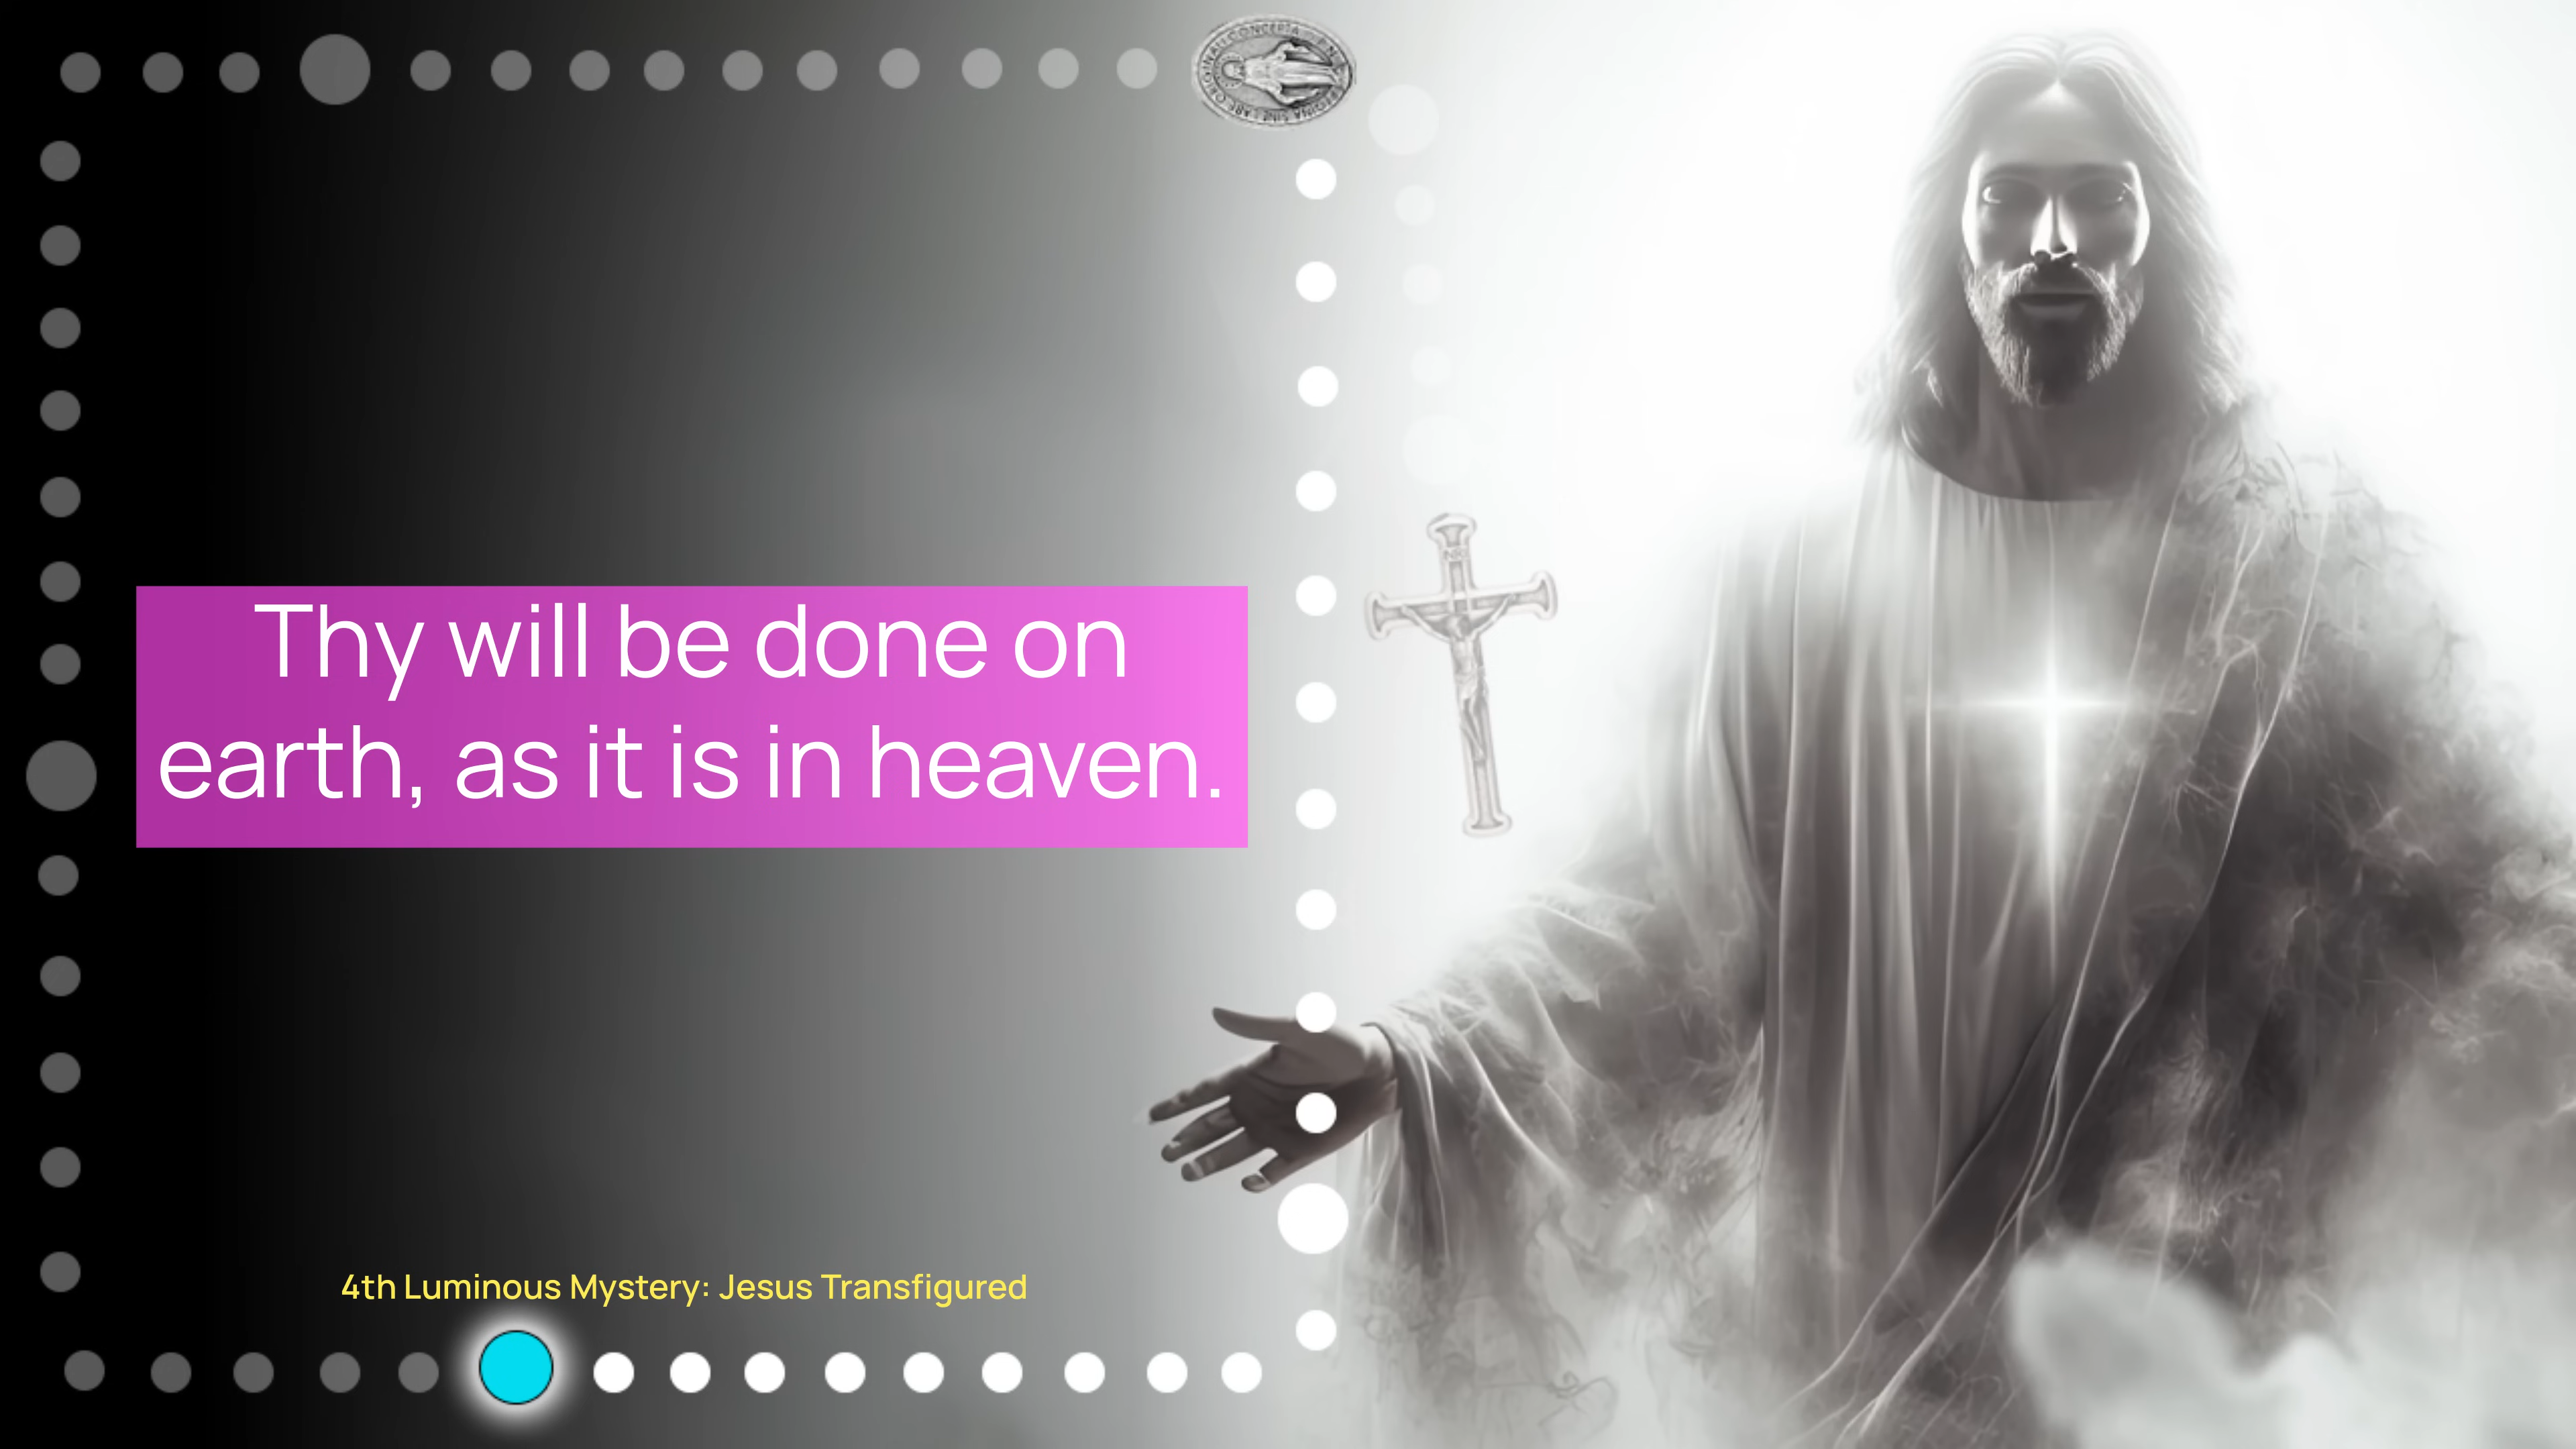 Thy will be done on
earth, as it is in heaven.
4th Luminous Mystery: Jesus Transfigured